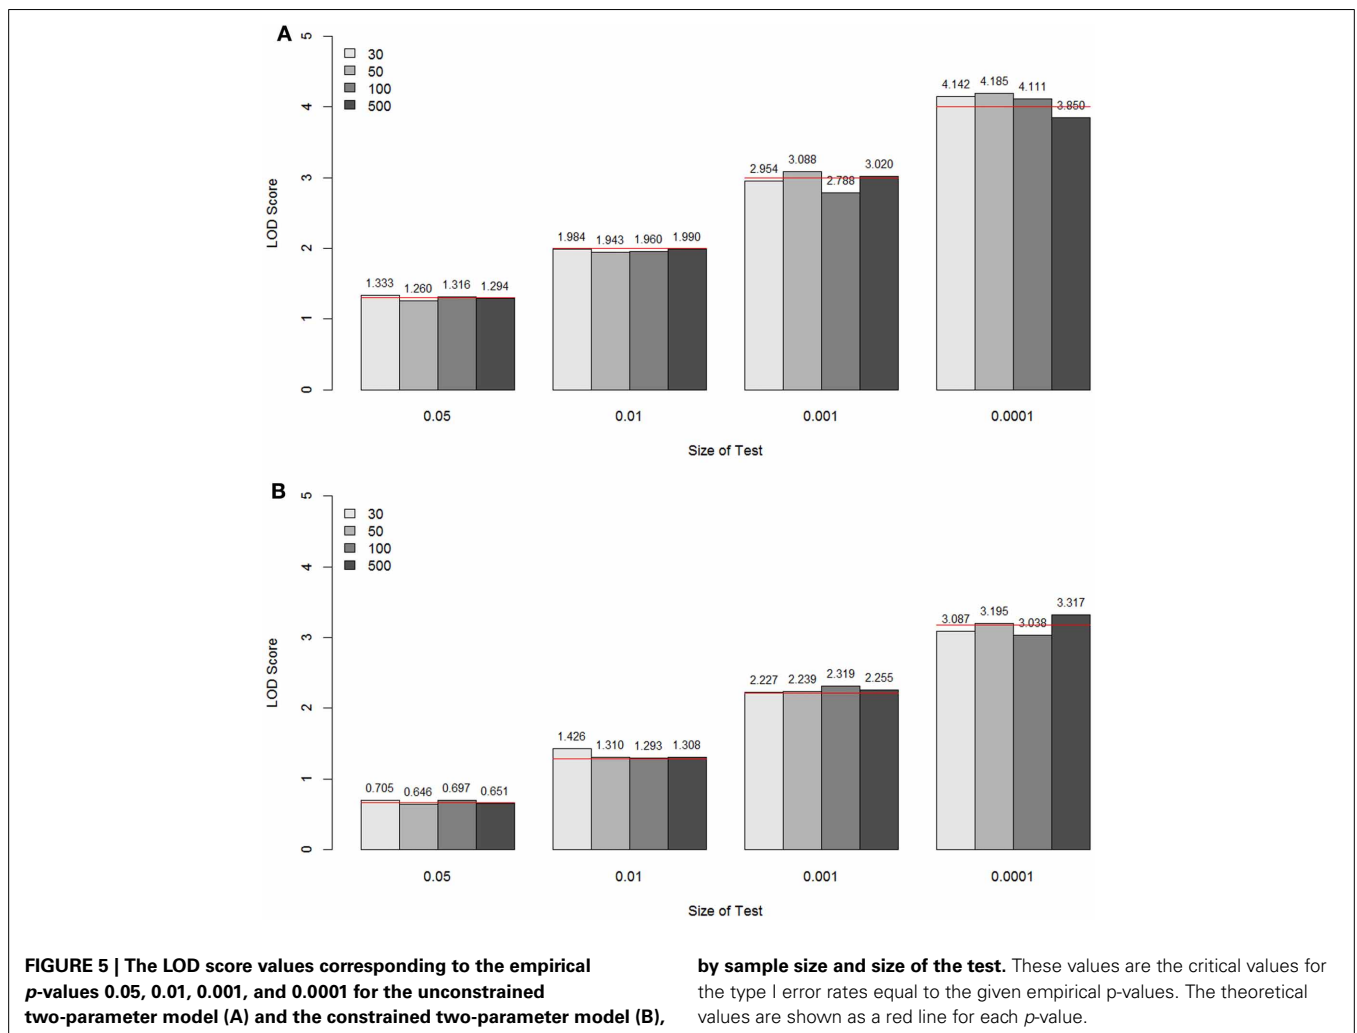 A
5
4
3
2
1
0
LOD Score
30
50
100
500
1.333 1.260 1.316 1.294
1.984 1.943 1.960 1.990
2.954 3.088 2.788 3.020
4.142 4.185 4.111 3.850
0.05 0.01 0.001 0.0001
Size of Test
B
5
4
3
2
1
0
LOD Score
30
50
100
500
0.705 0.646 0.697 0.651
1.426 1.310 1.293 1.308
2.227 2.239 2.319 2.255
3.087 3.195 3.038 3.317
0.05 0.01 0.001 0.0001
Size of Test
FIGURE 5 | The LOD score values corresponding to the empirical
p-values 0.05, 0.01, 0.001, and 0.0001 for the unconstrained
two-parameter model (A) and the constrained two-parameter model (B),
by sample size and size of the test. These values are the critical values for
the type I error rates equal to the given empirical p-values. The theoretical
values are shown as a red line for each p-value.